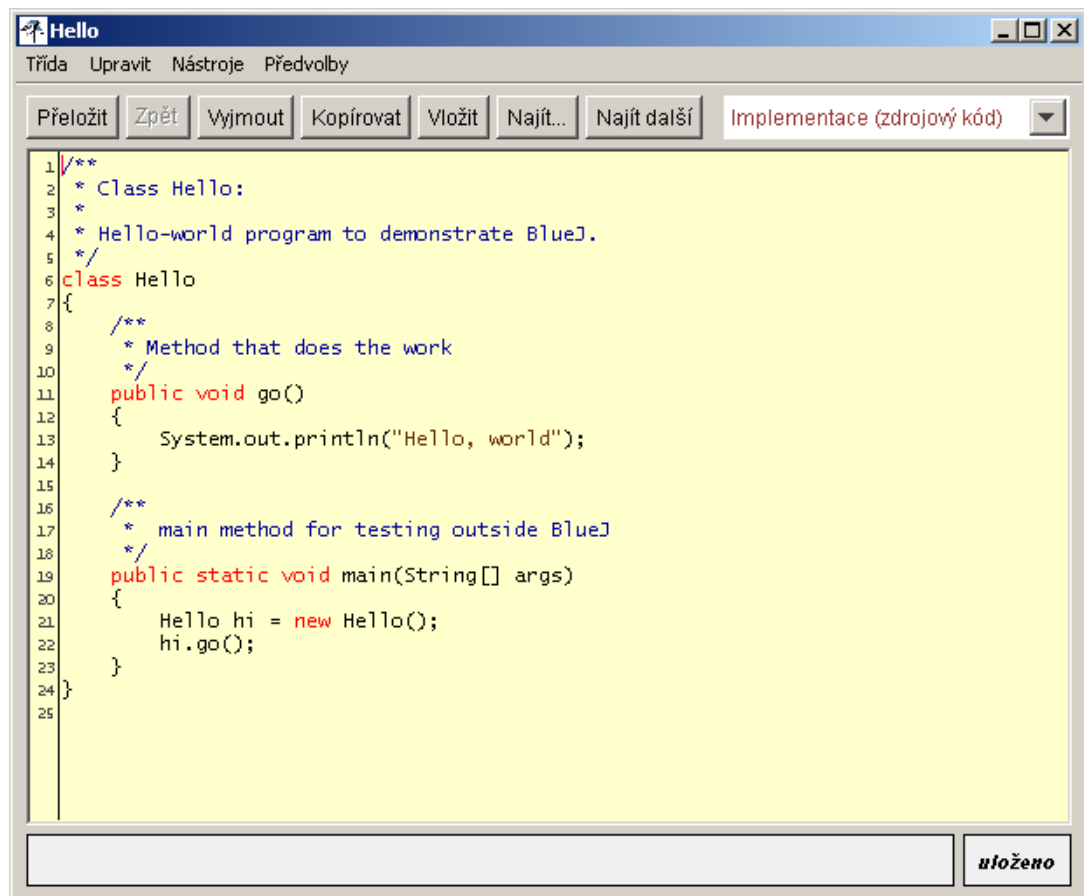 Hello
Třída Upravit Nástroje Předvolby
Přeložit Zpět Vyjmout Kopírovat Vložit Najít... Najít další Implementace (zdrojový kód)
1 /**
2  * Class Hello:
3  *
4  * Hello-world program to demonstrate BlueJ.
5  */
6 class Hello
7 {
8     /**
9      * Method that does the work
10      */
11     public void go()
12     {
13         System.out.println("Hello, world");
14     }
15
16     /**
17      *  main method for testing outside BlueJ
18      */
19     public static void main(String[] args)
20     {
21         Hello hi = new Hello();
22         hi.go();
23     }
24 }
25
uloženo